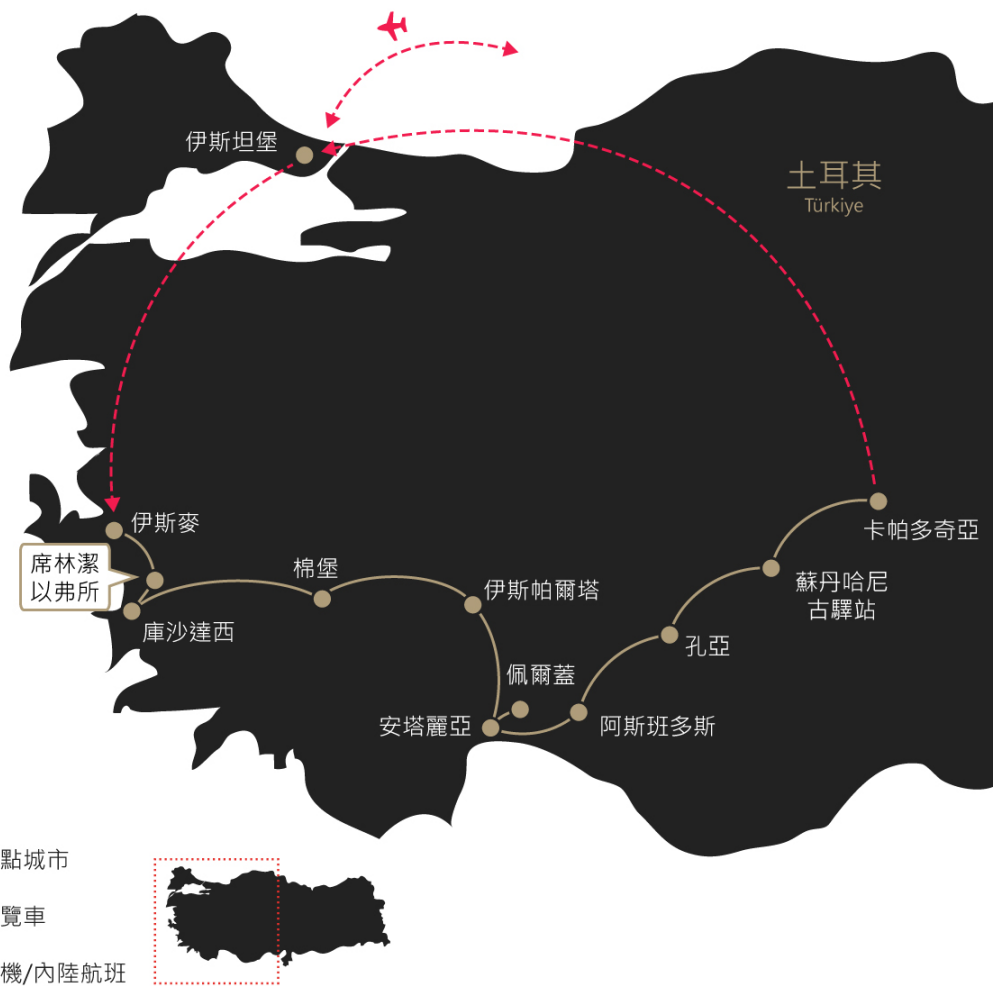 伊斯坦堡
土耳其
Türkiye
伊斯麥
卡帕多奇亞
席林潔
以弗所
棉堡
伊斯帕爾塔
蘇丹哈尼
古驛站
庫沙達西
孔亞
佩爾蓋
安塔麗亞
阿斯班多斯
點城市
覽車
機/內陸航班